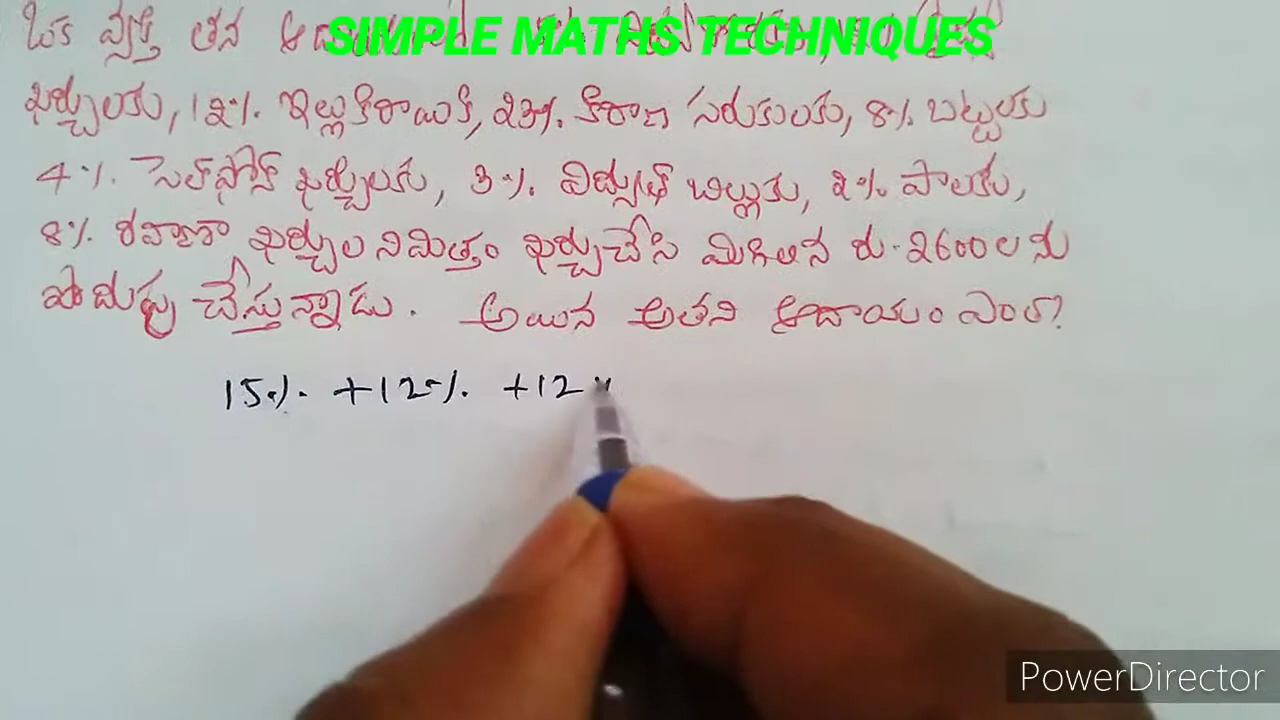 ఒక వ్యక్తి తన
SIMPLE MATHS TECHNIQUES
ఖర్చులకు, 12%. ఇల్లు కిరాయికి, 23%. కిరాణ సరుకులకు, 8%. బట్టలకు
4%. సెల్‌ఫోన్ ఖర్చులకు, 3%. విద్యుత్ బిల్లుకు, 2%. పాలకు,
8%. రవాణా ఖర్చుల నిమిత్తం ఖర్చుచేసి మిగిలిన రు. 2600 లను
పొదుపు చేస్తున్నాడు. అయిన అతని ఆదాయం ఎంత?
15% + 12% + 12
PowerDirector